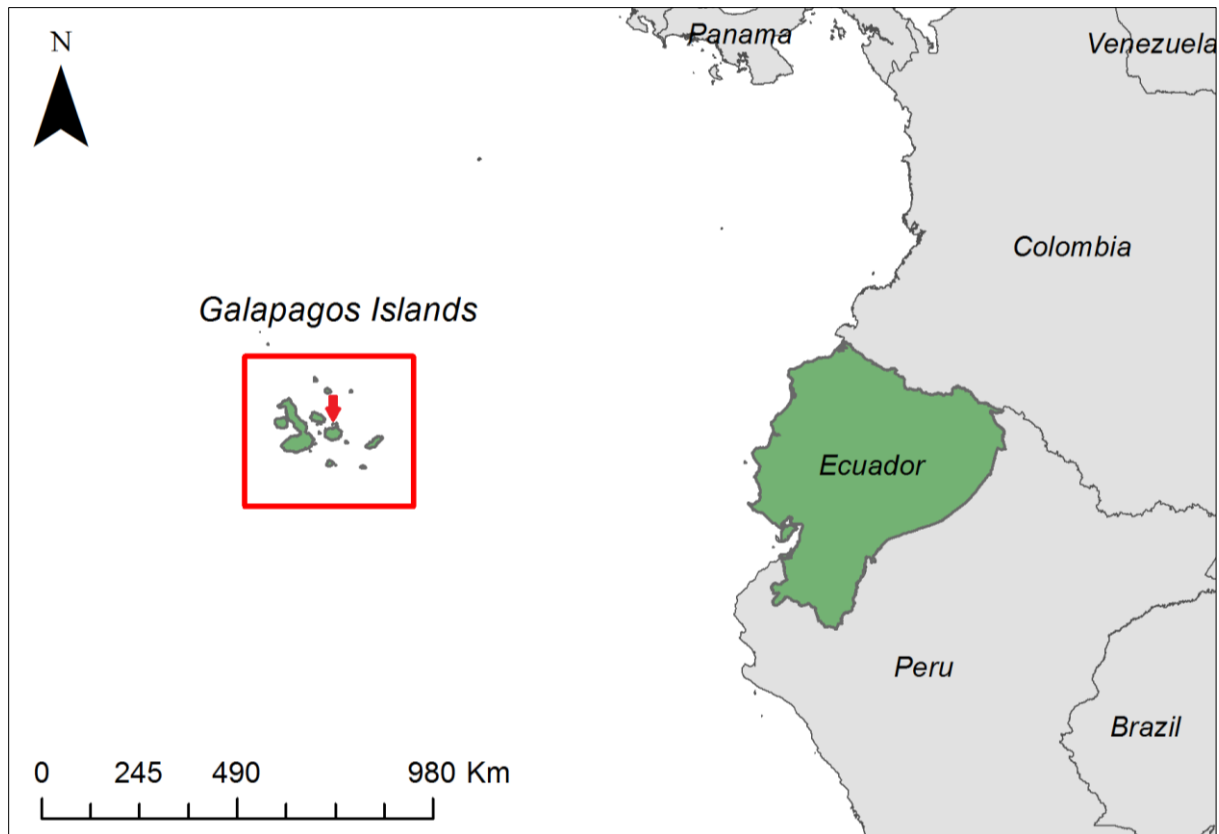 N
Panama
Venezuela
Colombia
Galapagos Islands
Ecuador
Peru
Brazil
0 245 490 980 Km